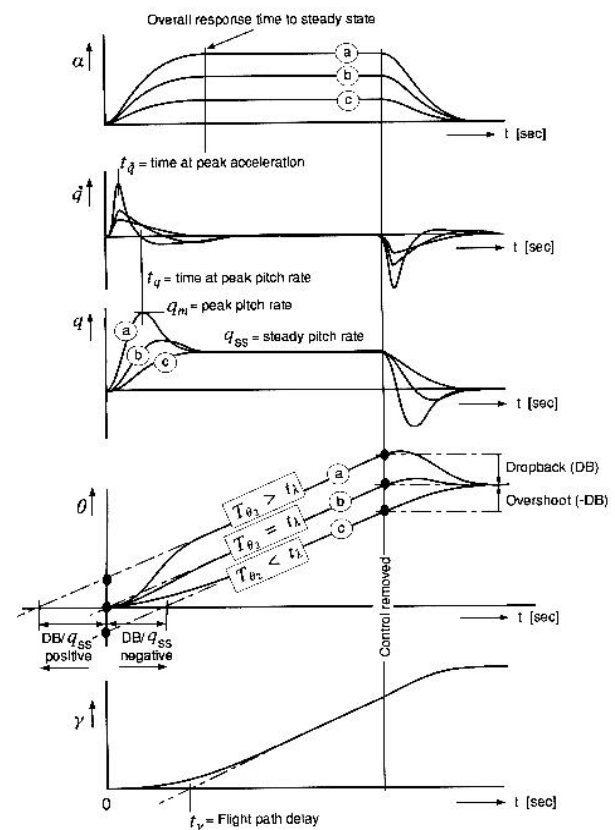 Overall response time to steady state
α
a
b
c
t [sec]
t_q̇ = time at peak acceleration
q̇
t [sec]
t_q = time at peak pitch rate
q_m = peak pitch rate
q
a
b
c
q_ss = steady pitch rate
t [sec]
θ
a
b
c
T_θ₂ > t_λ
T_θ₂ = t_λ
T_θ₂ < t_λ
Dropback (DB)
Overshoot (-DB)
Control removed
t [sec]
DB/q_ss
positive
DB/q_ss
negative
γ
0
t [sec]
t_γ = Flight path delay